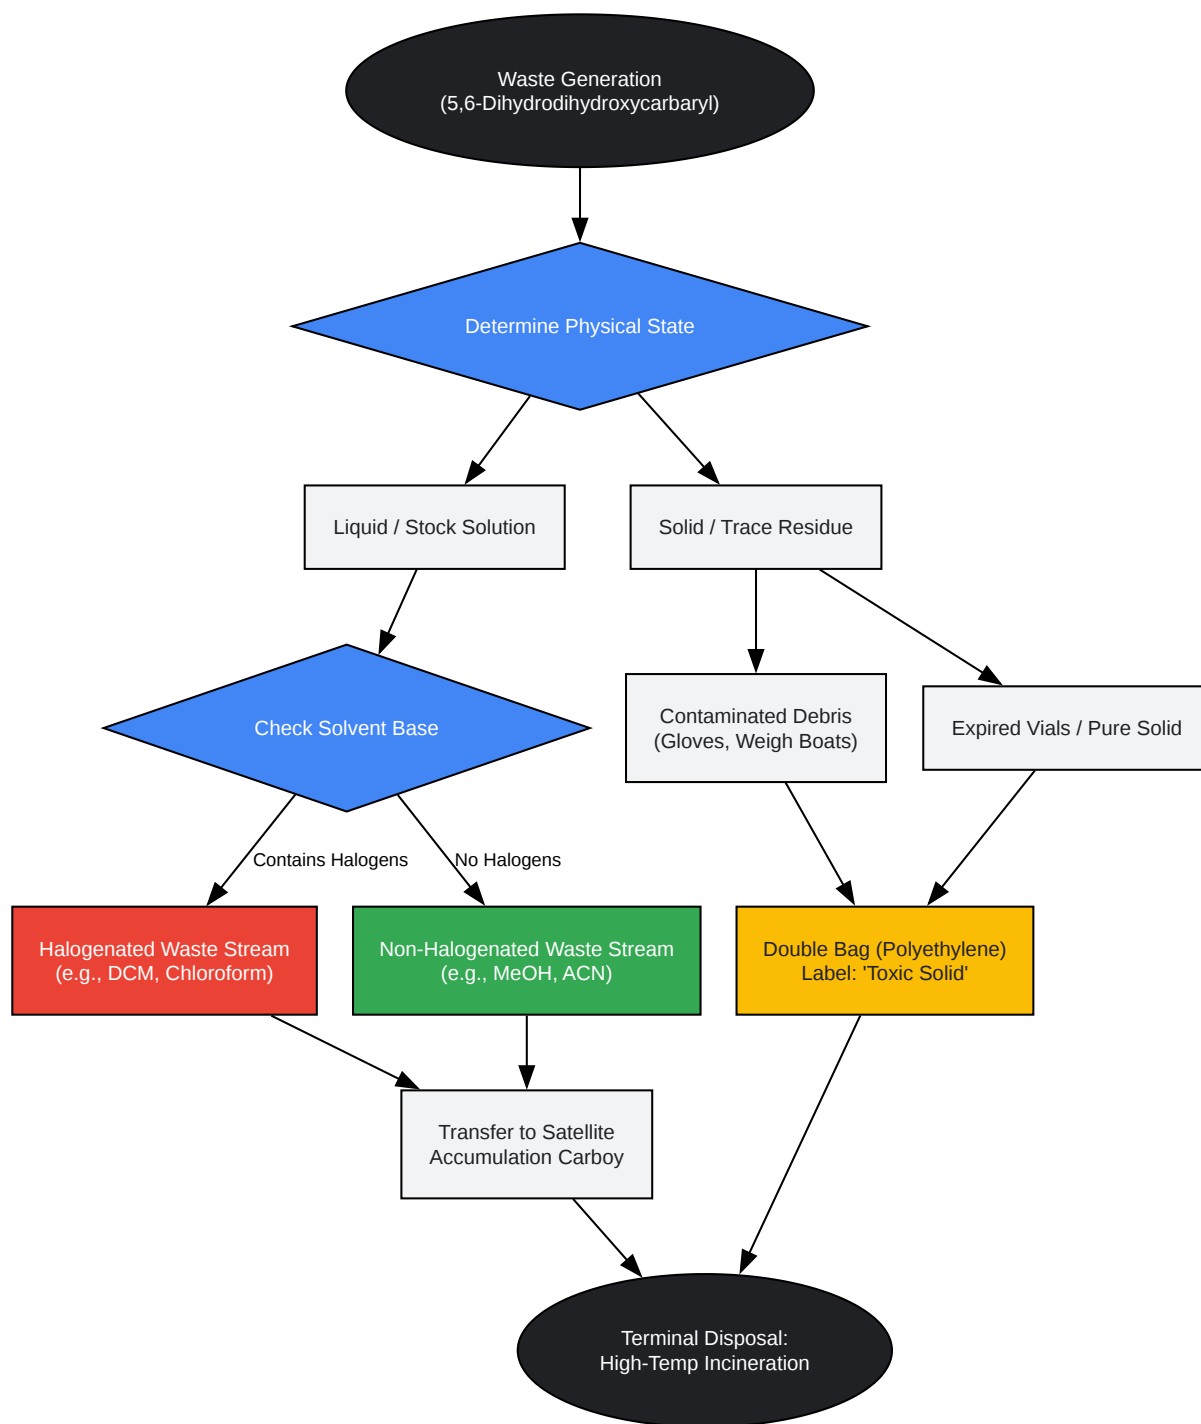 Waste Generation
(5,6-Dihydrodihydroxycarbaryl)
Determine Physical State
Liquid / Stock Solution
Solid / Trace Residue
Check Solvent Base
Contaminated Debris
(Gloves, Weigh Boats)
Expired Vials / Pure Solid
Contains Halogens
No Halogens
Halogenated Waste Stream
(e.g., DCM, Chloroform)
Non-Halogenated Waste Stream
(e.g., MeOH, ACN)
Double Bag (Polyethylene)
Label: 'Toxic Solid'
Transfer to Satellite
Accumulation Carboy
Terminal Disposal:
High-Temp Incineration